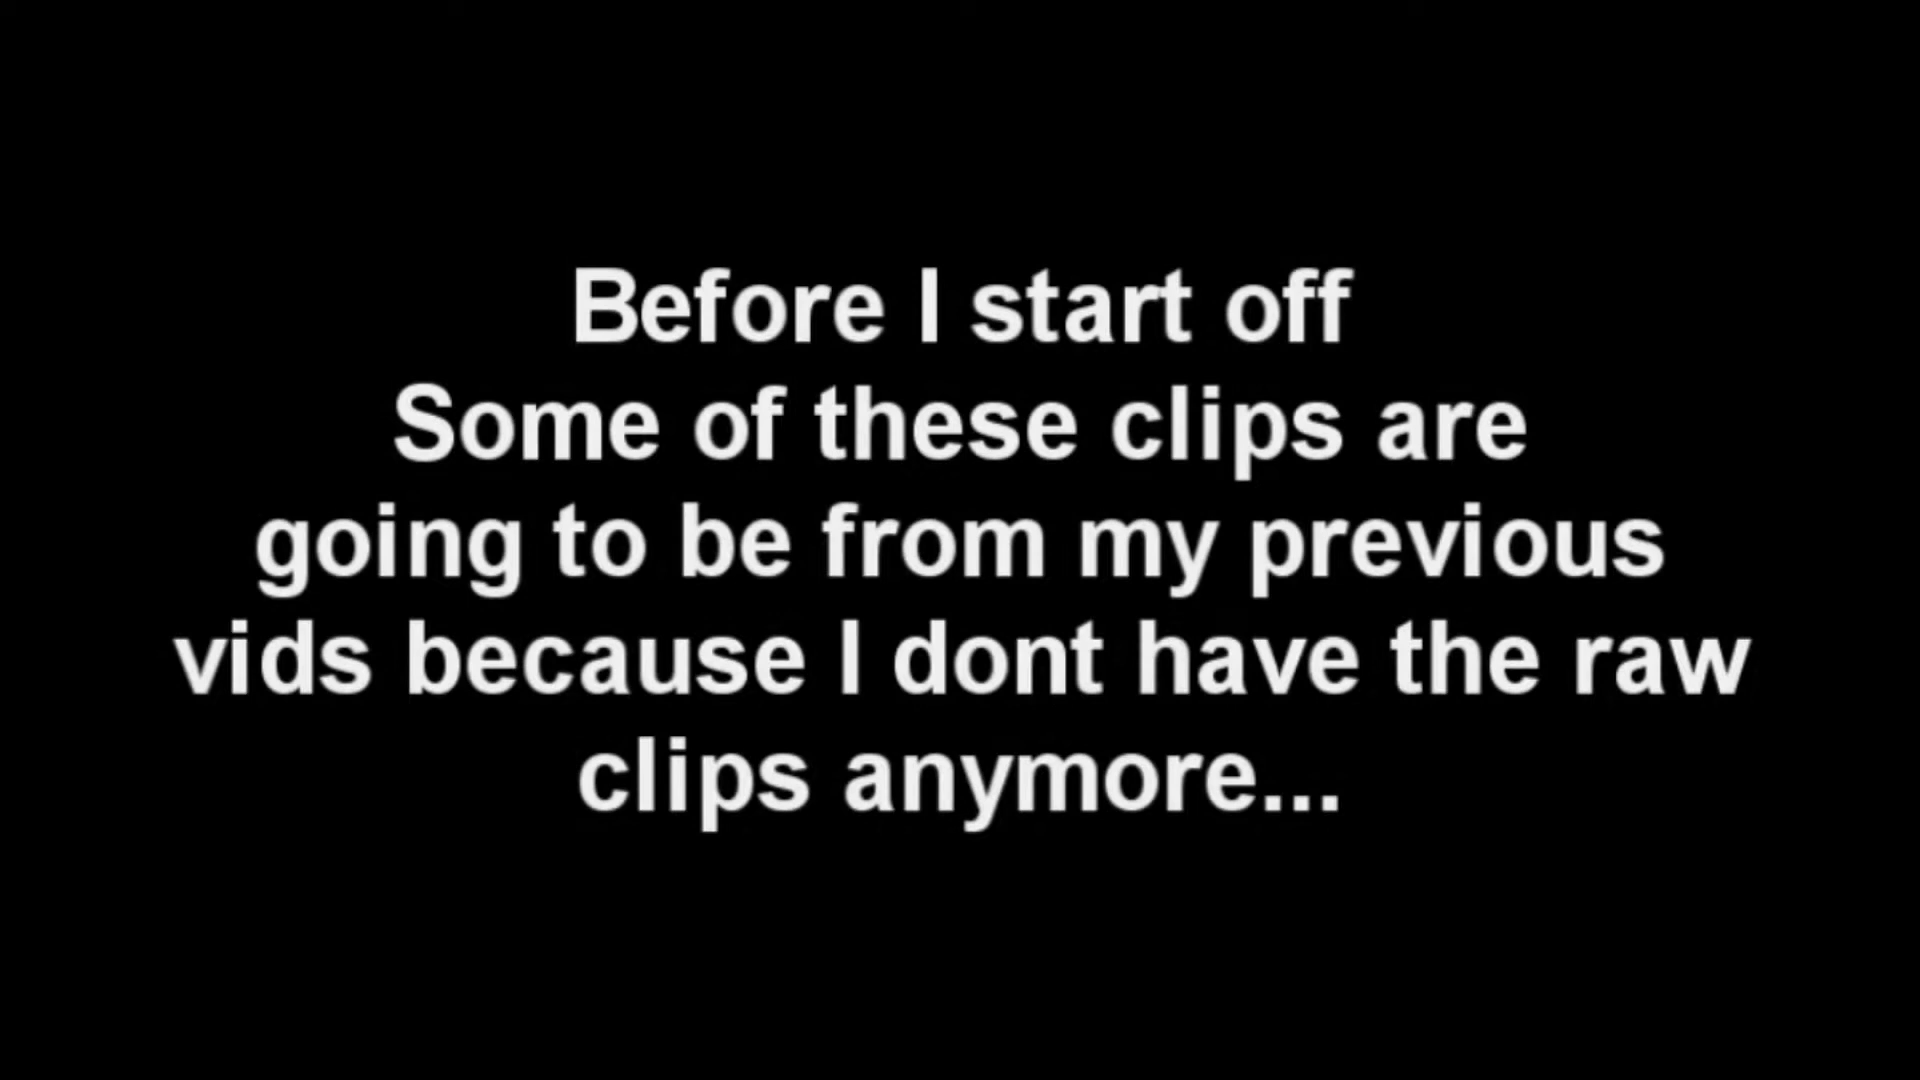 Before I start off
Some of these clips are
going to be from my previous
vids because I dont have the raw
clips anymore...